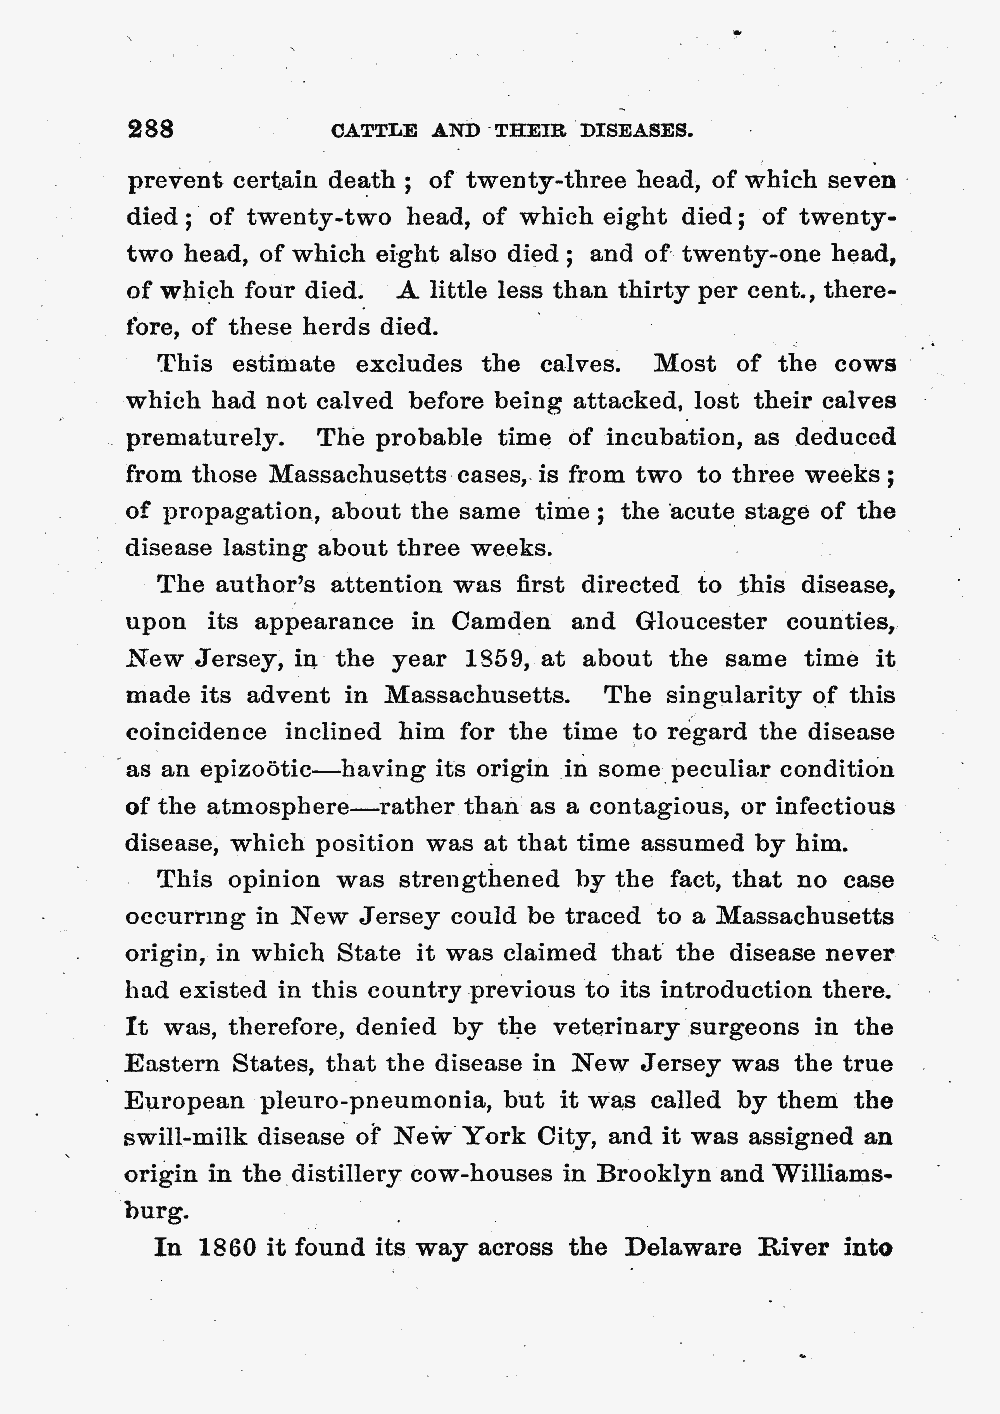 288 CATTLE AND THEIR DISEASES.
prevent certain death ; of twenty-three head, of which seven
died ; of twenty-two head, of which eight died ; of twenty-
two head, of which eight also died ; and of twenty-one head,
of which four died. A little less than thirty per cent., there-
fore, of these herds died.
This estimate excludes the calves. Most of the cows
which had not calved before being attacked, lost their calves
prematurely. The probable time of incubation, as deduced
from those Massachusetts cases, is from two to three weeks ;
of propagation, about the same time ; the acute stage of the
disease lasting about three weeks.
The author's attention was first directed to this disease,
upon its appearance in Camden and Gloucester counties,
New Jersey, in the year 1859, at about the same time it
made its advent in Massachusetts. The singularity of this
coincidence inclined him for the time to regard the disease
as an epizoötic—having its origin in some peculiar condition
of the atmosphere—rather than as a contagious, or infectious
disease, which position was at that time assumed by him.
This opinion was strengthened by the fact, that no case
occurring in New Jersey could be traced to a Massachusetts
origin, in which State it was claimed that the disease never
had existed in this country previous to its introduction there.
It was, therefore, denied by the veterinary surgeons in the
Eastern States, that the disease in New Jersey was the true
European pleuro-pneumonia, but it was called by them the
swill-milk disease of New York City, and it was assigned an
origin in the distillery cow-houses in Brooklyn and Williams-
burg.
In 1860 it found its way across the Delaware River into